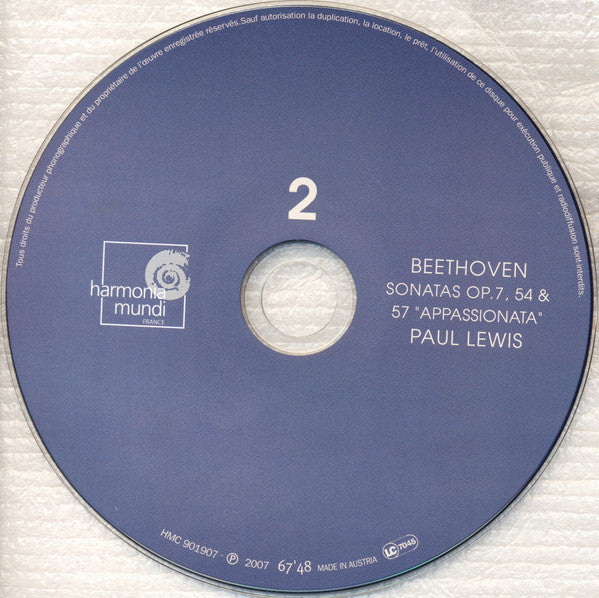 Tous droits du producteur phonographique et du propriétaire de l'œuvre enregistrée réservés.Sauf autorisation la duplication, la location, le prêt, l'utilisation de ce disque pour exécution publique et radiodiffusion sont-interdits.
2
harmonia
mundi
FRANCE
BEETHOVEN
SONATAS OP.7, 54 &
57 "APPASSIONATA"
PAUL LEWIS
HMC 901907 - Ⓟ 2007 67'48 MADE IN AUSTRIA LC 7045